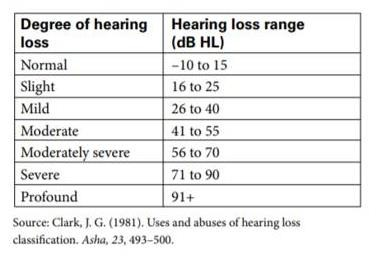 Degree of hearing loss | Hearing loss range (dB HL)
Normal | –10 to 15
Slight | 16 to 25
Mild | 26 to 40
Moderate | 41 to 55
Moderately severe | 56 to 70
Severe | 71 to 90
Profound | 91+
Source: Clark, J. G. (1981). Uses and abuses of hearing loss
classification. Asha, 23, 493–500.